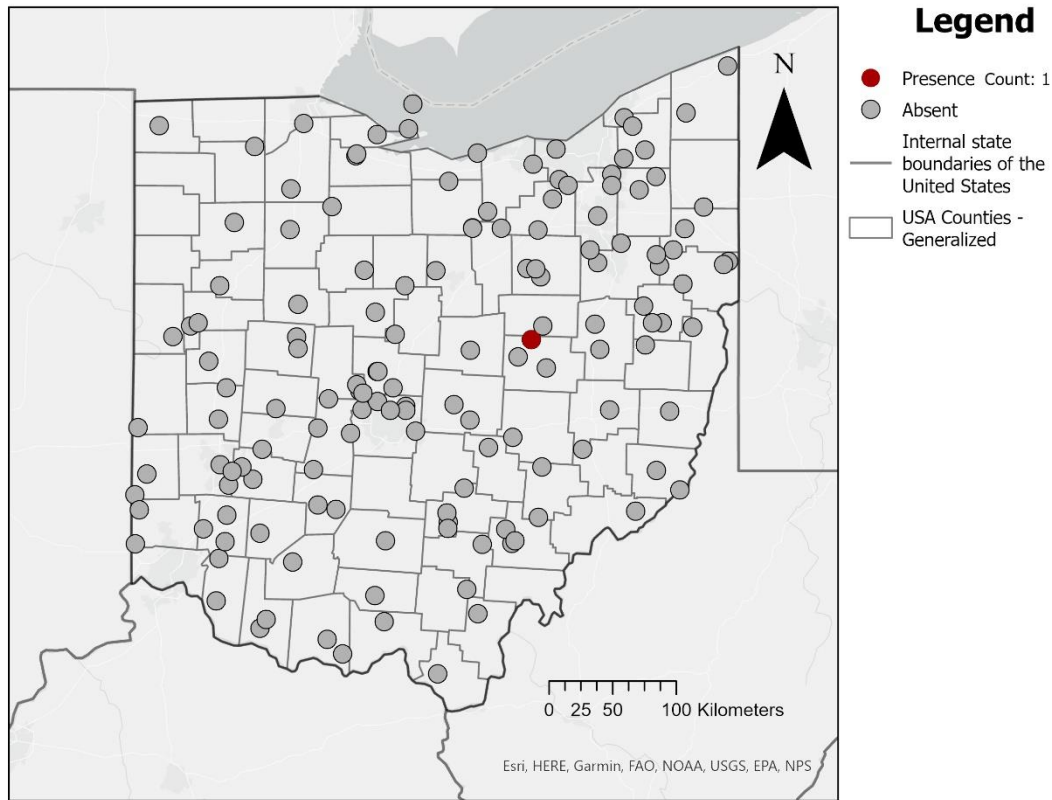 Legend
N
Presence Count: 1
Absent
Internal state
boundaries of the
United States
USA Counties -
Generalized
0 25 50 100 Kilometers
Esri, HERE, Garmin, FAO, NOAA, USGS, EPA, NPS